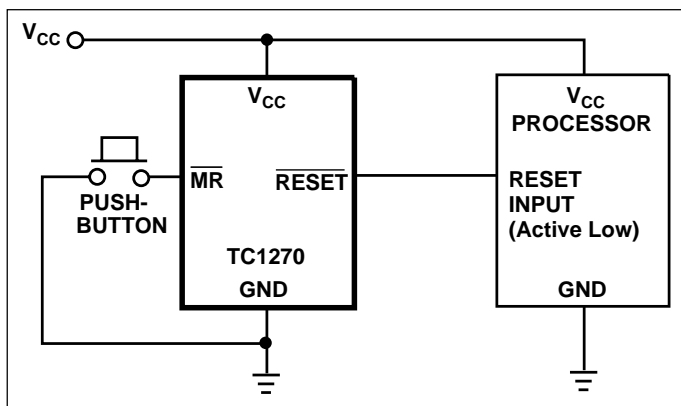 VCC
VCC
MR
RESET
TC1270
GND
PUSH-
BUTTON
VCC
PROCESSOR
RESET
INPUT
(Active Low)
GND